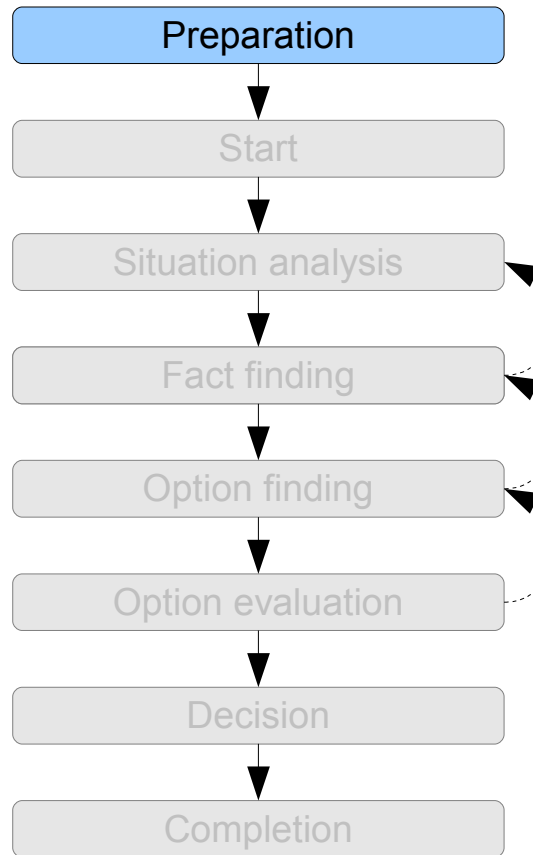 Preparation
Start
Situation analysis
Fact finding
Option finding
Option evaluation
Decision
Completion